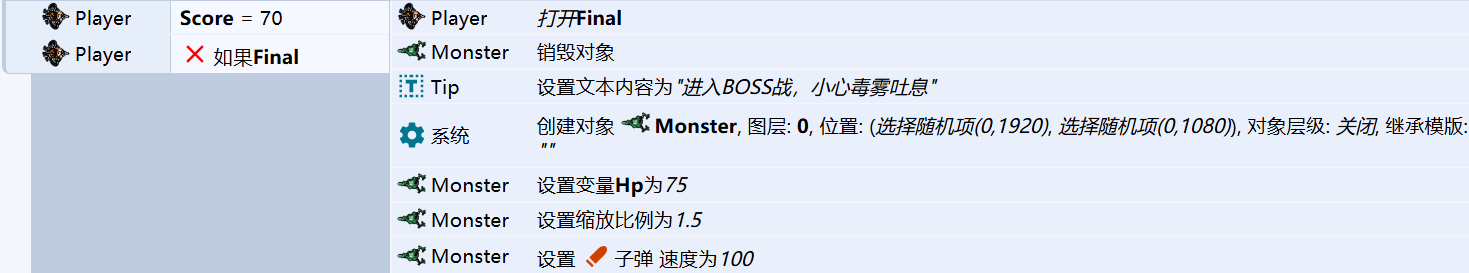 Player Score = 70 Player 打开Final
Player 如果Final Monster 销毁对象
Tip 设置文本内容为"进入BOSS战，小心毒雾吐息"
系统 创建对象 Monster, 图层: 0, 位置: (选择随机项(0,1920), 选择随机项(0,1080)), 对象层级: 关闭, 继承模版:
""
Monster 设置变量Hp为75
Monster 设置缩放比例为1.5
Monster 设置 子弹 速度为100